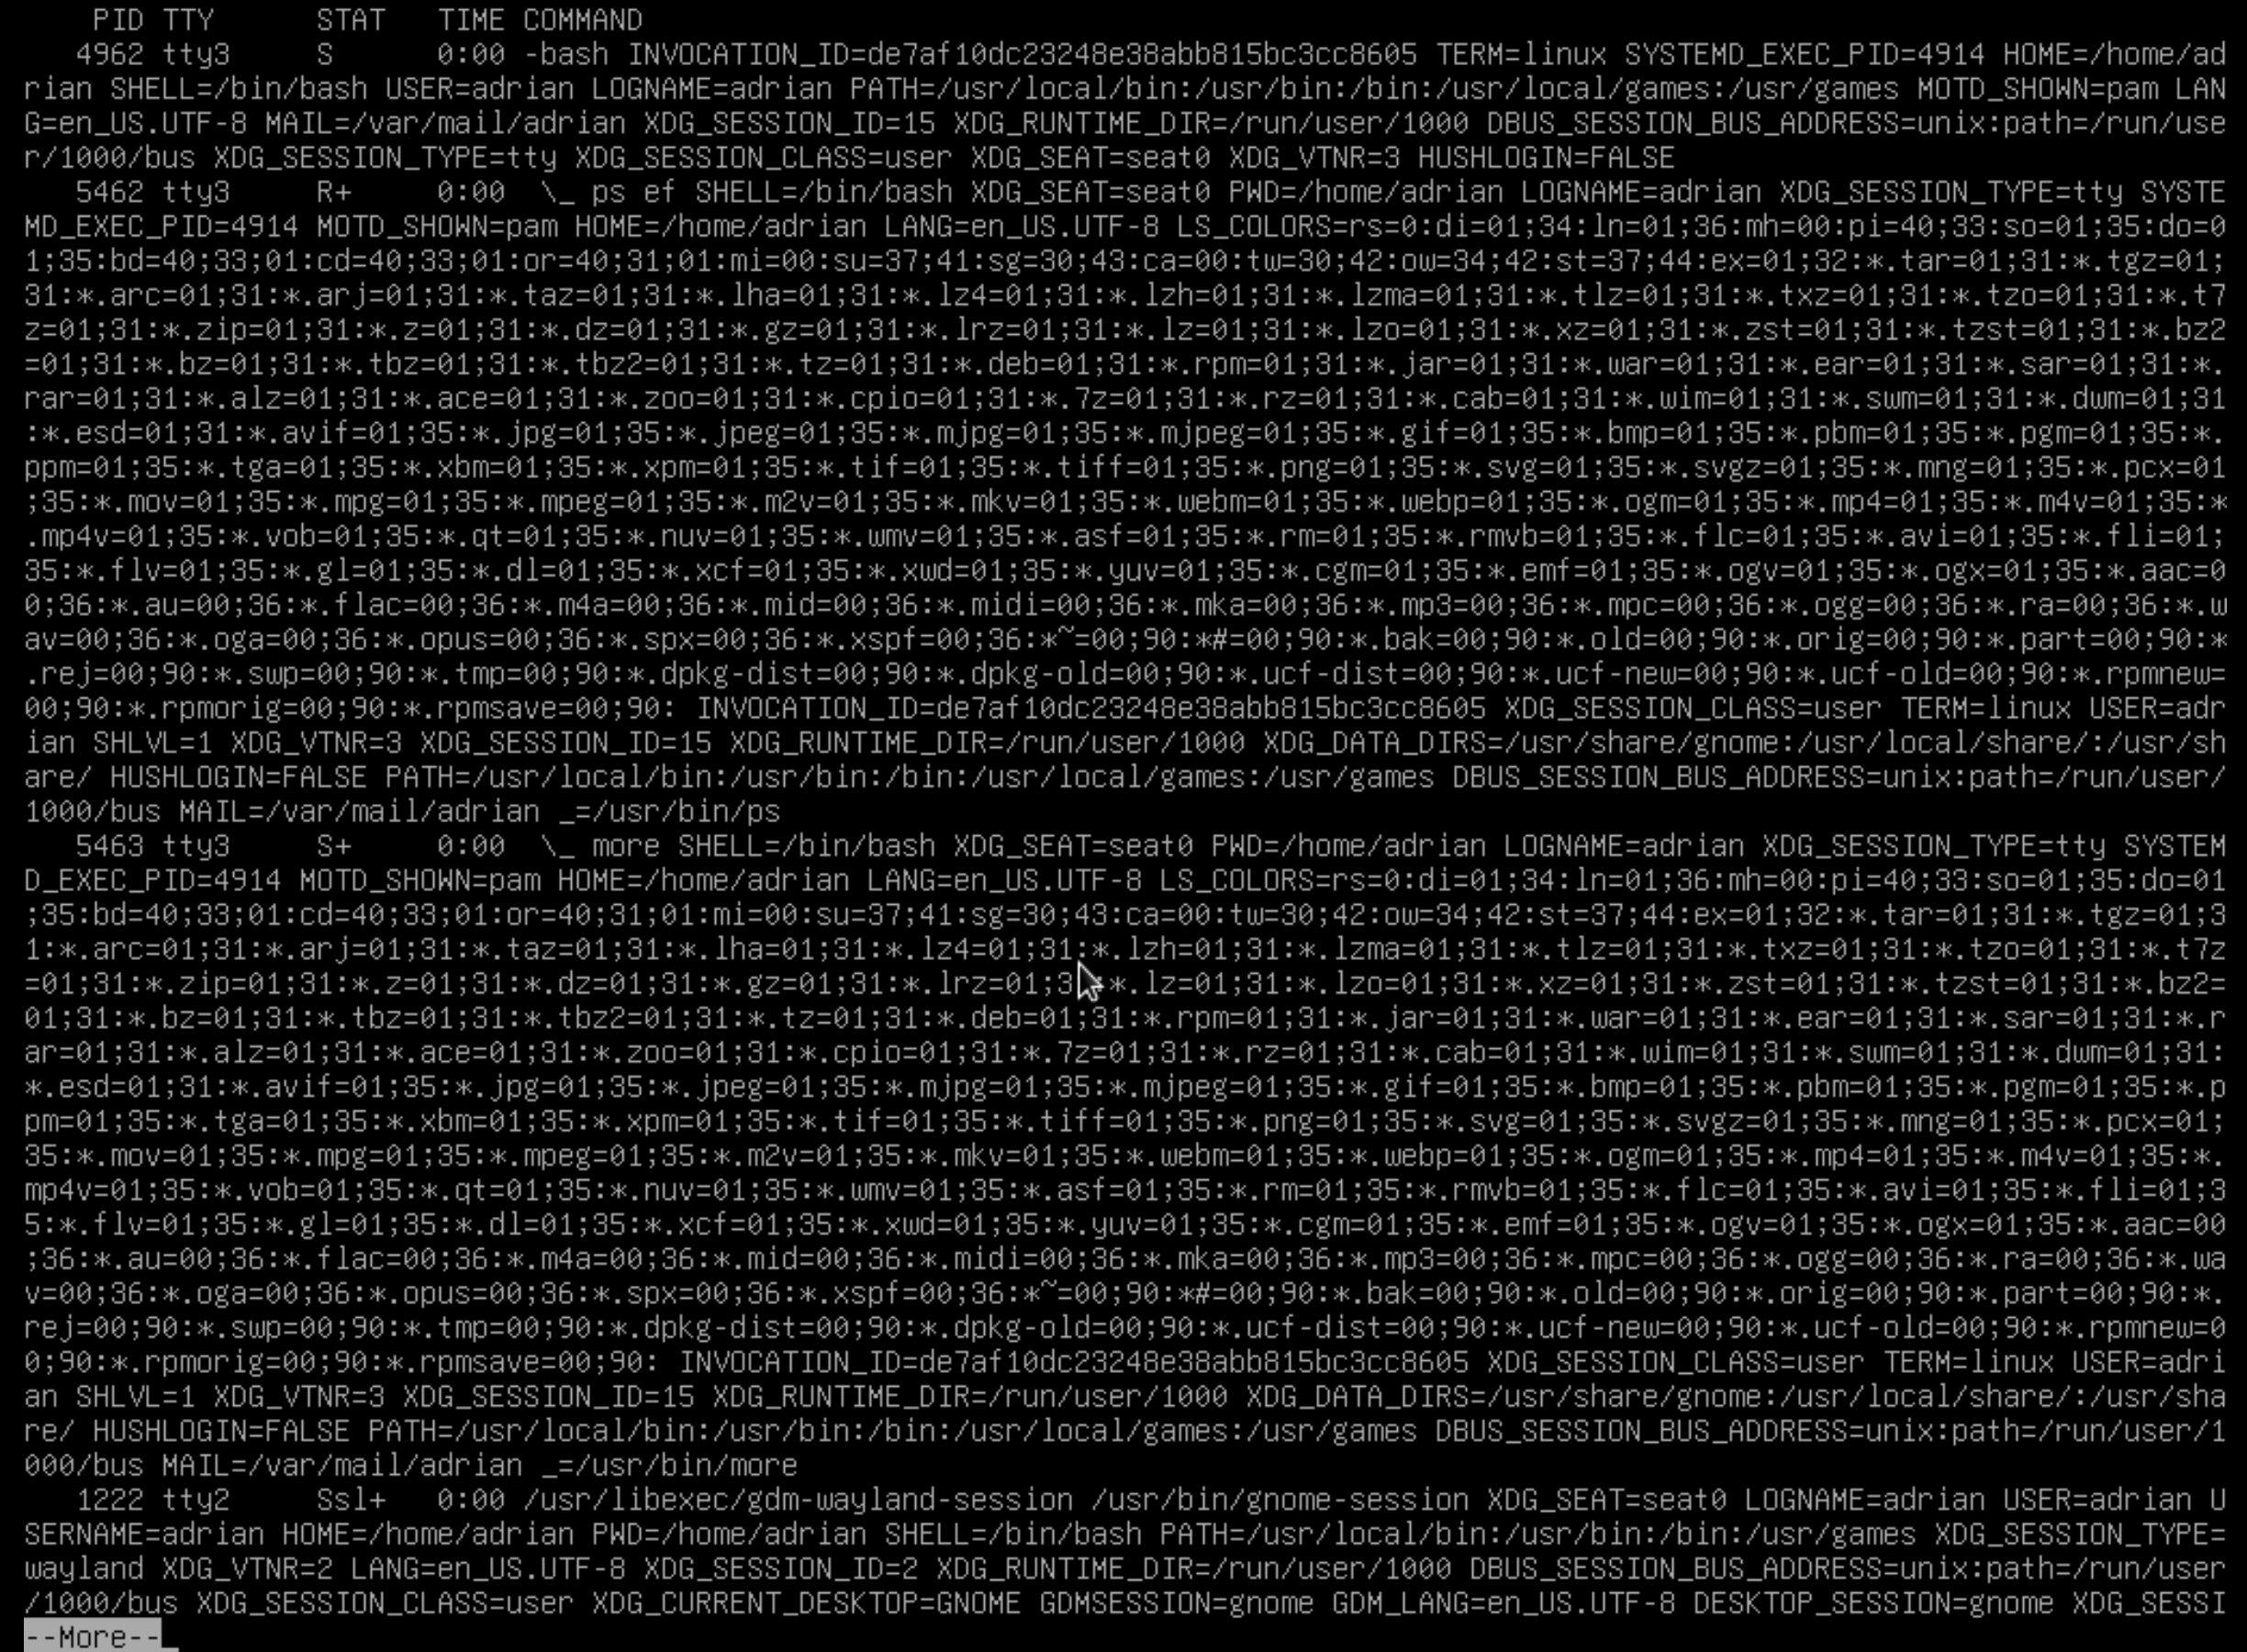 PID TTY      STAT   TIME COMMAND
   4962 tty3     S      0:00 -bash INVOCATION_ID=de7af10dc23248e38abb815bc3cc8605 TERM=linux SYSTEMD_EXEC_PID=4914 HOME=/home/ad
rian SHELL=/bin/bash USER=adrian LOGNAME=adrian PATH=/usr/local/bin:/usr/bin:/bin:/usr/local/games:/usr/games MOTD_SHOWN=pam LAN
G=en_US.UTF-8 MAIL=/var/mail/adrian XDG_SESSION_ID=15 XDG_RUNTIME_DIR=/run/user/1000 DBUS_SESSION_BUS_ADDRESS=unix:path=/run/use
r/1000/bus XDG_SESSION_TYPE=tty XDG_SESSION_CLASS=user XDG_SEAT=seat0 XDG_VTNR=3 HUSHLOGIN=FALSE
   5462 tty3     R+     0:00  \_ ps ef SHELL=/bin/bash XDG_SEAT=seat0 PWD=/home/adrian LOGNAME=adrian XDG_SESSION_TYPE=tty SYSTE
MD_EXEC_PID=4914 MOTD_SHOWN=pam HOME=/home/adrian LANG=en_US.UTF-8 LS_COLORS=rs=0:di=01;34:ln=01;36:mh=00:pi=40;33:so=01;35:do=0
1;35:bd=40;33;01:cd=40;33;01:or=40;31;01:mi=00:su=37;41:sg=30;43:ca=00:tw=30;42:ow=34;42:st=37;44:ex=01;32:*.tar=01;31:*.tgz=01;
31:*.arc=01;31:*.arj=01;31:*.taz=01;31:*.lha=01;31:*.lz4=01;31:*.lzh=01;31:*.lzma=01;31:*.tlz=01;31:*.txz=01;31:*.tzo=01;31:*.t7
z=01;31:*.zip=01;31:*.z=01;31:*.dz=01;31:*.gz=01;31:*.lrz=01;31:*.lz=01;31:*.lzo=01;31:*.xz=01;31:*.zst=01;31:*.tzst=01;31:*.bz2
=01;31:*.bz=01;31:*.tbz=01;31:*.tbz2=01;31:*.tz=01;31:*.deb=01;31:*.rpm=01;31:*.jar=01;31:*.war=01;31:*.ear=01;31:*.sar=01;31:*.
rar=01;31:*.alz=01;31:*.ace=01;31:*.zoo=01;31:*.cpio=01;31:*.7z=01;31:*.rz=01;31:*.cab=01;31:*.wim=01;31:*.swm=01;31:*.dwm=01;31
:*.esd=01;31:*.avif=01;35:*.jpg=01;35:*.jpeg=01;35:*.mjpg=01;35:*.mjpeg=01;35:*.gif=01;35:*.bmp=01;35:*.pbm=01;35:*.pgm=01;35:*.
ppm=01;35:*.tga=01;35:*.xbm=01;35:*.xpm=01;35:*.tif=01;35:*.tiff=01;35:*.png=01;35:*.svg=01;35:*.svgz=01;35:*.mng=01;35:*.pcx=01
;35:*.mov=01;35:*.mpg=01;35:*.mpeg=01;35:*.m2v=01;35:*.mkv=01;35:*.webm=01;35:*.webp=01;35:*.ogm=01;35:*.mp4=01;35:*.m4v=01;35:*
.mp4v=01;35:*.vob=01;35:*.qt=01;35:*.nuv=01;35:*.wmv=01;35:*.asf=01;35:*.rm=01;35:*.rmvb=01;35:*.flc=01;35:*.avi=01;35:*.fli=01;
35:*.flv=01;35:*.gl=01;35:*.dl=01;35:*.xcf=01;35:*.xwd=01;35:*.yuv=01;35:*.cgm=01;35:*.emf=01;35:*.ogv=01;35:*.ogx=01;35:*.aac=0
0;36:*.au=00;36:*.flac=00;36:*.m4a=00;36:*.mid=00;36:*.midi=00;36:*.mka=00;36:*.mp3=00;36:*.mpc=00;36:*.ogg=00;36:*.ra=00;36:*.w
av=00;36:*.oga=00;36:*.opus=00;36:*.spx=00;36:*.xspf=00;36:*~=00;90:*#=00;90:*.bak=00;90:*.old=00;90:*.orig=00;90:*.part=00;90:*
.rej=00;90:*.swp=00;90:*.tmp=00;90:*.dpkg-dist=00;90:*.dpkg-old=00;90:*.ucf-dist=00;90:*.ucf-new=00;90:*.ucf-old=00;90:*.rpmnew=
00;90:*.rpmorig=00;90:*.rpmsave=00;90: INVOCATION_ID=de7af10dc23248e38abb815bc3cc8605 XDG_SESSION_CLASS=user TERM=linux USER=adr
ian SHLVL=1 XDG_VTNR=3 XDG_SESSION_ID=15 XDG_RUNTIME_DIR=/run/user/1000 XDG_DATA_DIRS=/usr/share/gnome:/usr/local/share/:/usr/sh
are/ HUSHLOGIN=FALSE PATH=/usr/local/bin:/usr/bin:/bin:/usr/local/games:/usr/games DBUS_SESSION_BUS_ADDRESS=unix:path=/run/user/
1000/bus MAIL=/var/mail/adrian _=/usr/bin/ps
   5463 tty3     S+     0:00  \_ more SHELL=/bin/bash XDG_SEAT=seat0 PWD=/home/adrian LOGNAME=adrian XDG_SESSION_TYPE=tty SYSTEM
D_EXEC_PID=4914 MOTD_SHOWN=pam HOME=/home/adrian LANG=en_US.UTF-8 LS_COLORS=rs=0:di=01;34:ln=01;36:mh=00:pi=40;33:so=01;35:do=01
;35:bd=40;33;01:cd=40;33;01:or=40;31;01:mi=00:su=37;41:sg=30;43:ca=00:tw=30;42:ow=34;42:st=37;44:ex=01;32:*.tar=01;31:*.tgz=01;3
1:*.arc=01;31:*.arj=01;31:*.taz=01;31:*.lha=01;31:*.lz4=01;31:*.lzh=01;31:*.lzma=01;31:*.tlz=01;31:*.txz=01;31:*.tzo=01;31:*.t7z
=01;31:*.zip=01;31:*.z=01;31:*.dz=01;31:*.gz=01;31:*.lrz=01;3 *.lz=01;31:*.lzo=01;31:*.xz=01;31:*.zst=01;31:*.tzst=01;31:*.bz2=
01;31:*.bz=01;31:*.tbz=01;31:*.tbz2=01;31:*.tz=01;31:*.deb=01;31:*.rpm=01;31:*.jar=01;31:*.war=01;31:*.ear=01;31:*.sar=01;31:*.r
ar=01;31:*.alz=01;31:*.ace=01;31:*.zoo=01;31:*.cpio=01;31:*.7z=01;31:*.rz=01;31:*.cab=01;31:*.wim=01;31:*.swm=01;31:*.dwm=01;31:
*.esd=01;31:*.avif=01;35:*.jpg=01;35:*.jpeg=01;35:*.mjpg=01;35:*.mjpeg=01;35:*.gif=01;35:*.bmp=01;35:*.pbm=01;35:*.pgm=01;35:*.p
pm=01;35:*.tga=01;35:*.xbm=01;35:*.xpm=01;35:*.tif=01;35:*.tiff=01;35:*.png=01;35:*.svg=01;35:*.svgz=01;35:*.mng=01;35:*.pcx=01;
35:*.mov=01;35:*.mpg=01;35:*.mpeg=01;35:*.m2v=01;35:*.mkv=01;35:*.webm=01;35:*.webp=01;35:*.ogm=01;35:*.mp4=01;35:*.m4v=01;35:*.
mp4v=01;35:*.vob=01;35:*.qt=01;35:*.nuv=01;35:*.wmv=01;35:*.asf=01;35:*.rm=01;35:*.rmvb=01;35:*.flc=01;35:*.avi=01;35:*.fli=01;3
5:*.flv=01;35:*.gl=01;35:*.dl=01;35:*.xcf=01;35:*.xwd=01;35:*.yuv=01;35:*.cgm=01;35:*.emf=01;35:*.ogv=01;35:*.ogx=01;35:*.aac=00
;36:*.au=00;36:*.flac=00;36:*.m4a=00;36:*.mid=00;36:*.midi=00;36:*.mka=00;36:*.mp3=00;36:*.mpc=00;36:*.ogg=00;36:*.ra=00;36:*.wa
v=00;36:*.oga=00;36:*.opus=00;36:*.spx=00;36:*.xspf=00;36:*~=00;90:*#=00;90:*.bak=00;90:*.old=00;90:*.orig=00;90:*.part=00;90:*.
rej=00;90:*.swp=00;90:*.tmp=00;90:*.dpkg-dist=00;90:*.dpkg-old=00;90:*.ucf-dist=00;90:*.ucf-new=00;90:*.ucf-old=00;90:*.rpmnew=0
0;90:*.rpmorig=00;90:*.rpmsave=00;90: INVOCATION_ID=de7af10dc23248e38abb815bc3cc8605 XDG_SESSION_CLASS=user TERM=linux USER=adri
an SHLVL=1 XDG_VTNR=3 XDG_SESSION_ID=15 XDG_RUNTIME_DIR=/run/user/1000 XDG_DATA_DIRS=/usr/share/gnome:/usr/local/share/:/usr/sha
re/ HUSHLOGIN=FALSE PATH=/usr/local/bin:/usr/bin:/bin:/usr/local/games:/usr/games DBUS_SESSION_BUS_ADDRESS=unix:path=/run/user/1
000/bus MAIL=/var/mail/adrian _=/usr/bin/more
   1222 tty2     Ssl+   0:00 /usr/libexec/gdm-wayland-session /usr/bin/gnome-session XDG_SEAT=seat0 LOGNAME=adrian USER=adrian U
SERNAME=adrian HOME=/home/adrian PWD=/home/adrian SHELL=/bin/bash PATH=/usr/local/bin:/usr/bin:/bin:/usr/games XDG_SESSION_TYPE=
wayland XDG_VTNR=2 LANG=en_US.UTF-8 XDG_SESSION_ID=2 XDG_RUNTIME_DIR=/run/user/1000 DBUS_SESSION_BUS_ADDRESS=unix:path=/run/user
/1000/bus XDG_SESSION_CLASS=user XDG_CURRENT_DESKTOP=GNOME GDMSESSION=gnome GDM_LANG=en_US.UTF-8 DESKTOP_SESSION=gnome XDG_SESSI
--More--